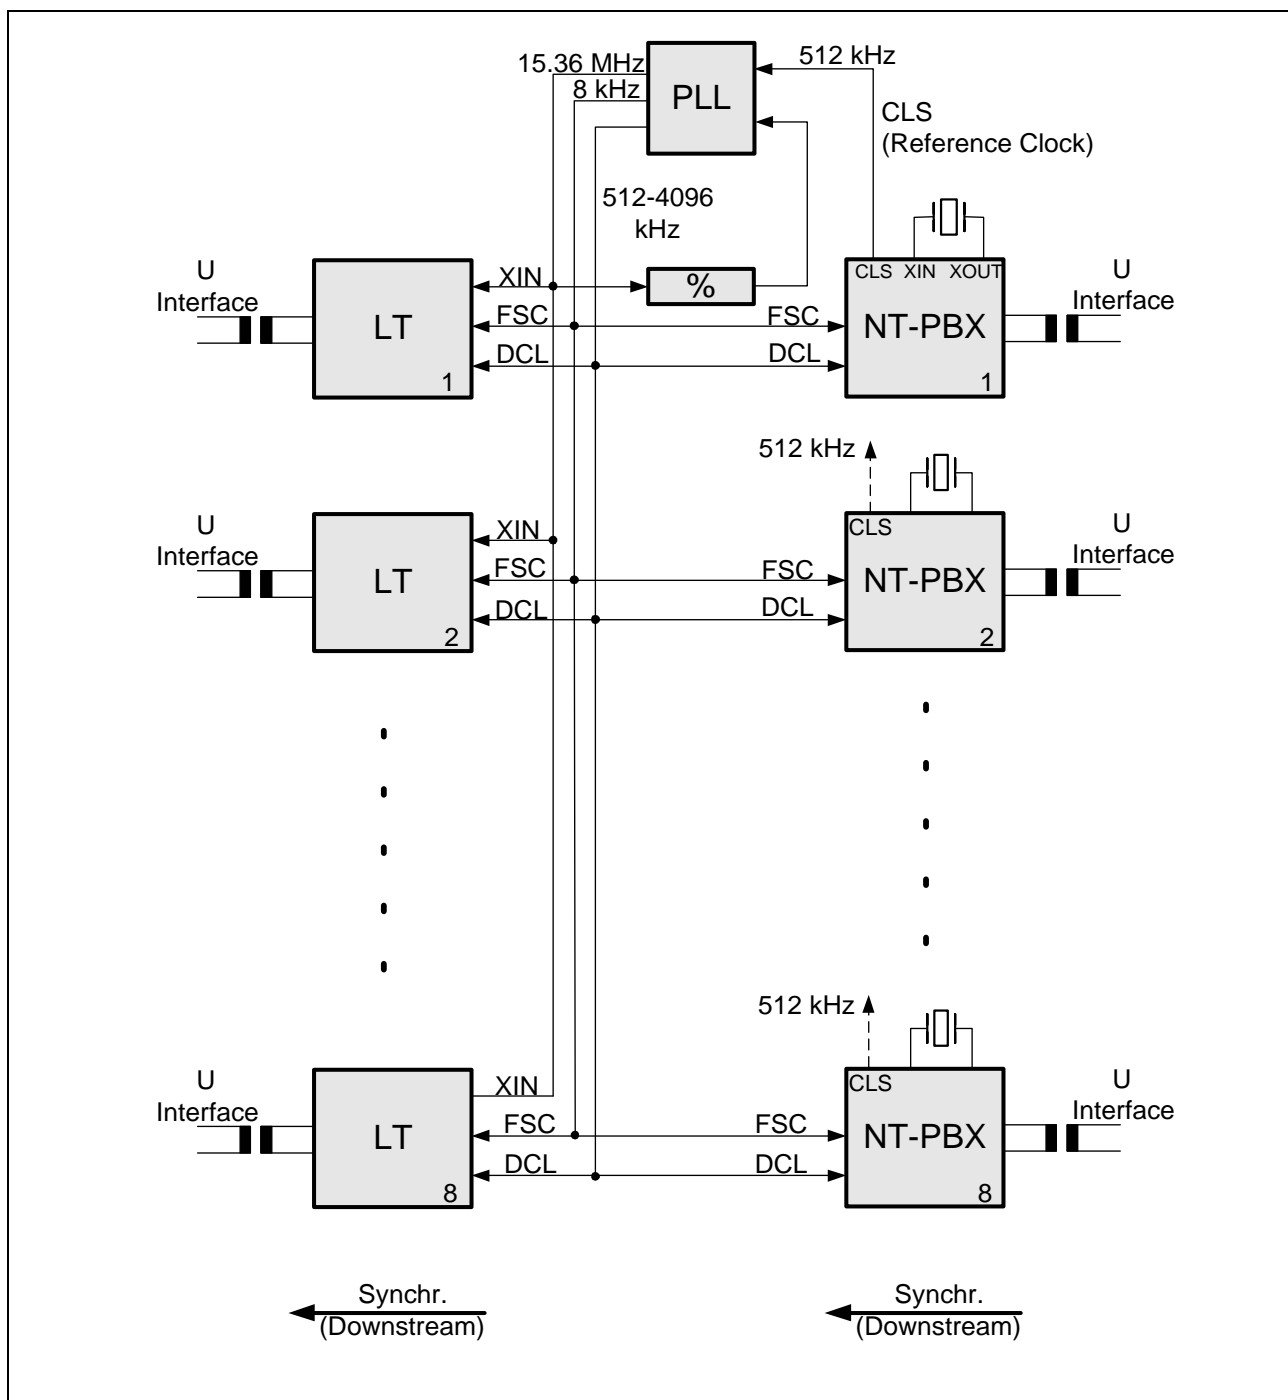 15.36 MHz
8 kHz
PLL
512 kHz
CLS
(Reference Clock)
512-4096
kHz
%
U
Interface
LT
1
XIN
FSC
DCL
FSC
DCL
CLS XIN XOUT
NT-PBX
1
U
Interface
512 kHz
U
Interface
LT
2
XIN
FSC
DCL
FSC
DCL
CLS
NT-PBX
2
U
Interface
512 kHz
U
Interface
LT
8
XIN
FSC
DCL
FSC
DCL
CLS
NT-PBX
8
U
Interface
Synchr.
(Downstream)
Synchr.
(Downstream)